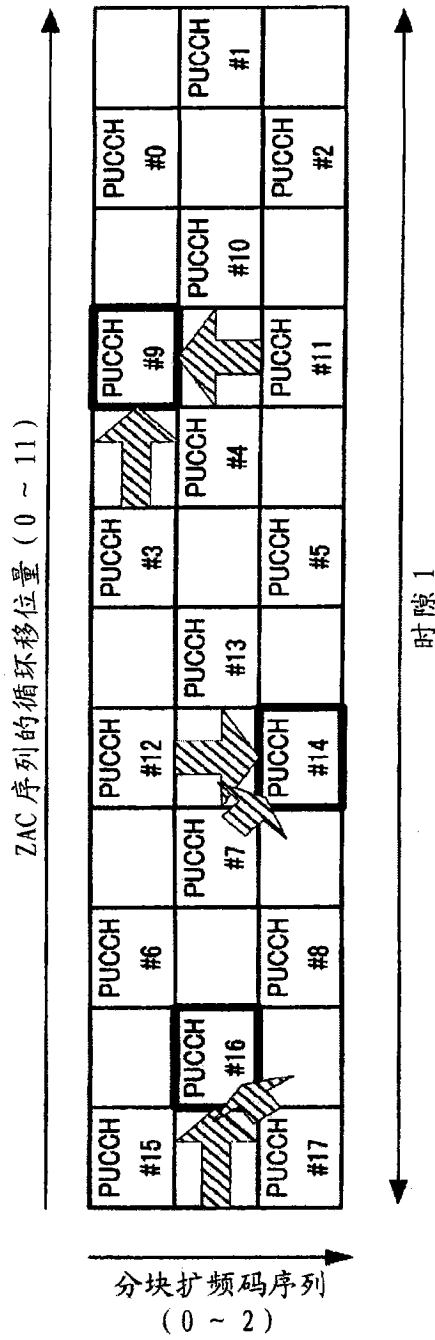 ZAC 序列的循环移位量 (0 ~ 11)
PUCCH
#15
PUCCH
#6
PUCCH
#12
PUCCH
#3
PUCCH
#9
PUCCH
#0
PUCCH
#16
PUCCH
#7
PUCCH
#13
PUCCH
#4
PUCCH
#10
PUCCH
#1
PUCCH
#17
PUCCH
#8
PUCCH
#14
PUCCH
#5
PUCCH
#11
PUCCH
#2
分块扩频码序列
(0 ~ 2)
时隙 1